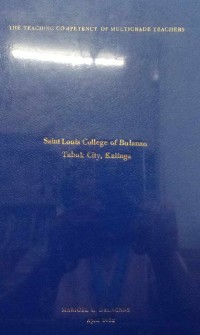 THE TEACHING COMPETENCY OF MULTIGRADE TEACHERS
Saint Louis College of Bulanao
Tabuk City, Kalinga